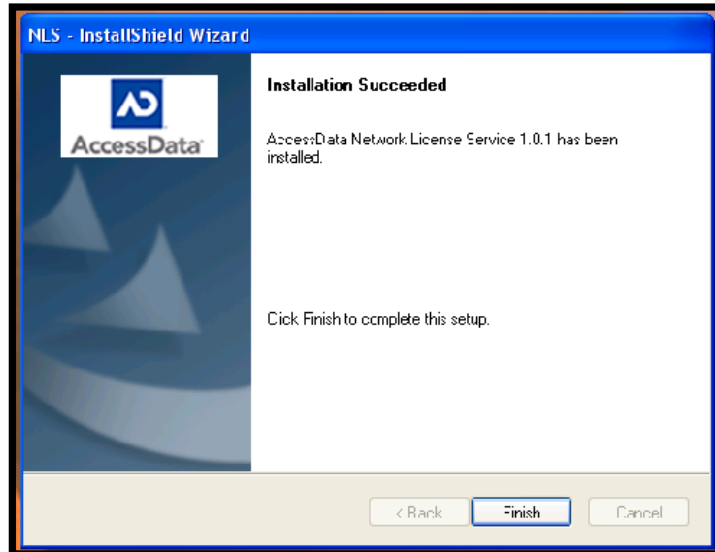 NLS - InstallShield Wizard
AccessData
Installation Succeeded
AccessData Network License Service 1.0.1 has been
installed.
Click Finish to complete this setup.
< Back
Finish
Cancel